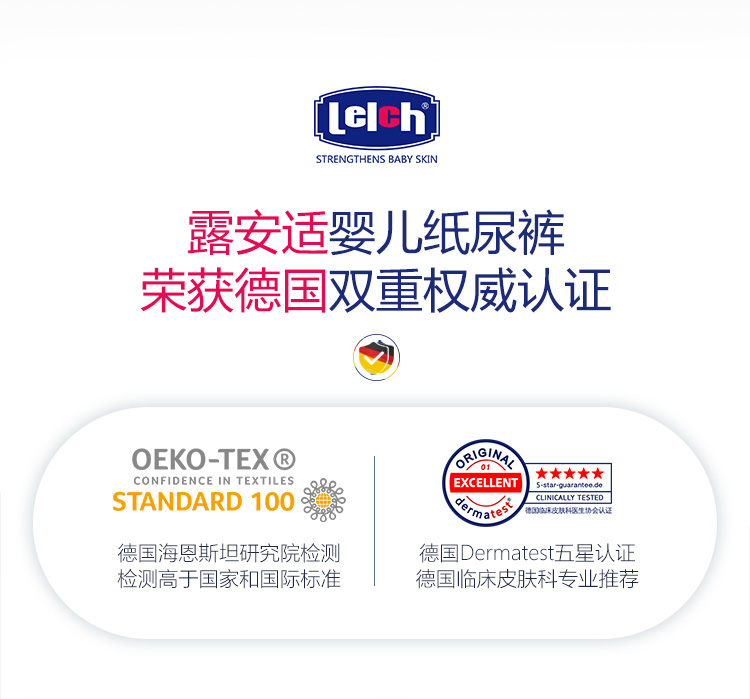 Lelch®
STRENGTHENS BABY SKIN
露安适婴儿纸尿裤
荣获德国双重权威认证
OEKO-TEX®
CONFIDENCE IN TEXTILES
STANDARD 100
德国海恩斯坦研究院检测
检测高于国家和国际标准
ORIGINAL
01
EXCELLENT
dermatest®
5-star-guarantee.de
CLINICALLY TESTED
德国临床皮肤科医生协会认证
德国Dermatest五星认证
德国临床皮肤科专业推荐